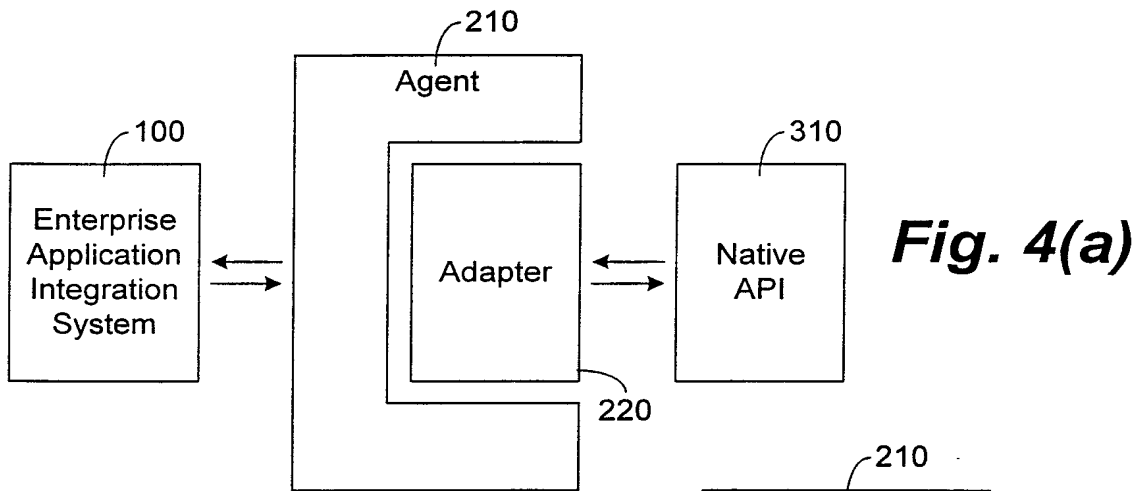 210
Agent
100
310
Enterprise
Application
Integration
System
Adapter
Native
API
Fig. 4(a)
220
210